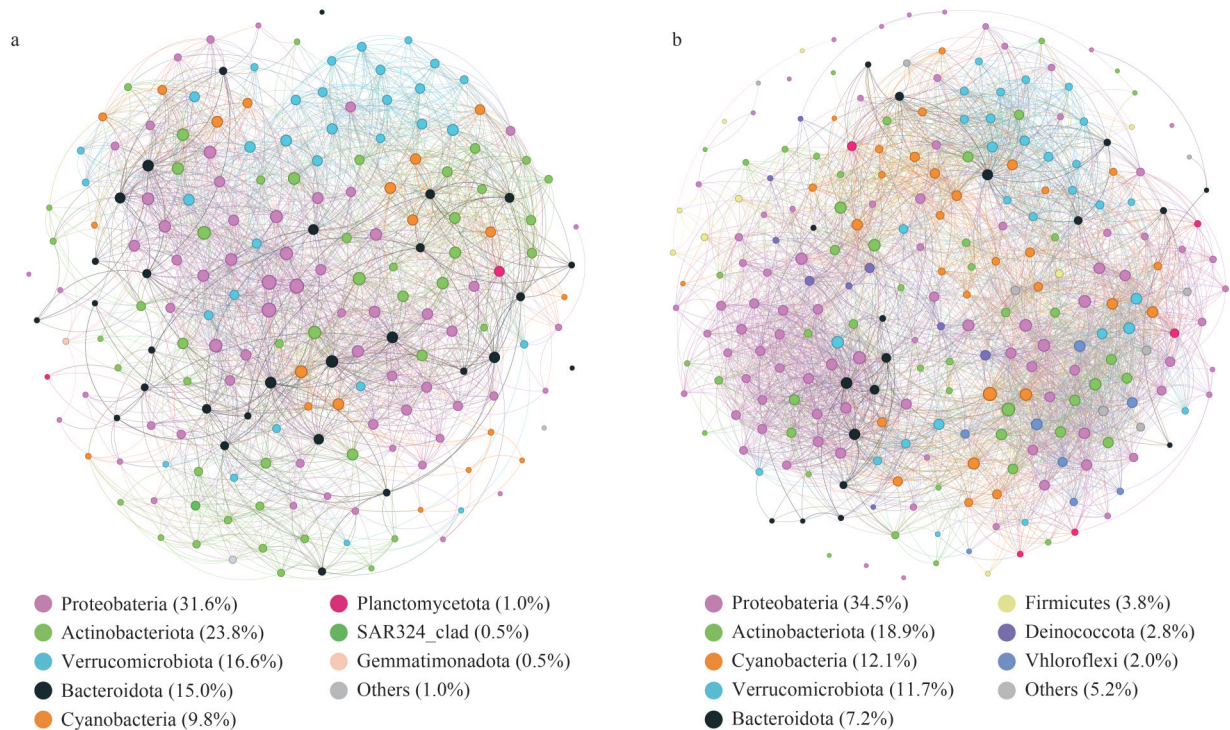 a
b
Proteobateria (31.6%)
Actinobacteriota (23.8%)
Verrucomicrobiota (16.6%)
Bacteroidota (15.0%)
Cyanobacteria (9.8%)
Planctomycetota (1.0%)
SAR324_clad (0.5%)
Gemmatimonadota (0.5%)
Others (1.0%)
Proteobateria (34.5%)
Actinobacteriota (18.9%)
Cyanobacteria (12.1%)
Verrucomicrobiota (11.7%)
Bacteroidota (7.2%)
Firmicutes (3.8%)
Deinococcota (2.8%)
Vhloroflexi (2.0%)
Others (5.2%)